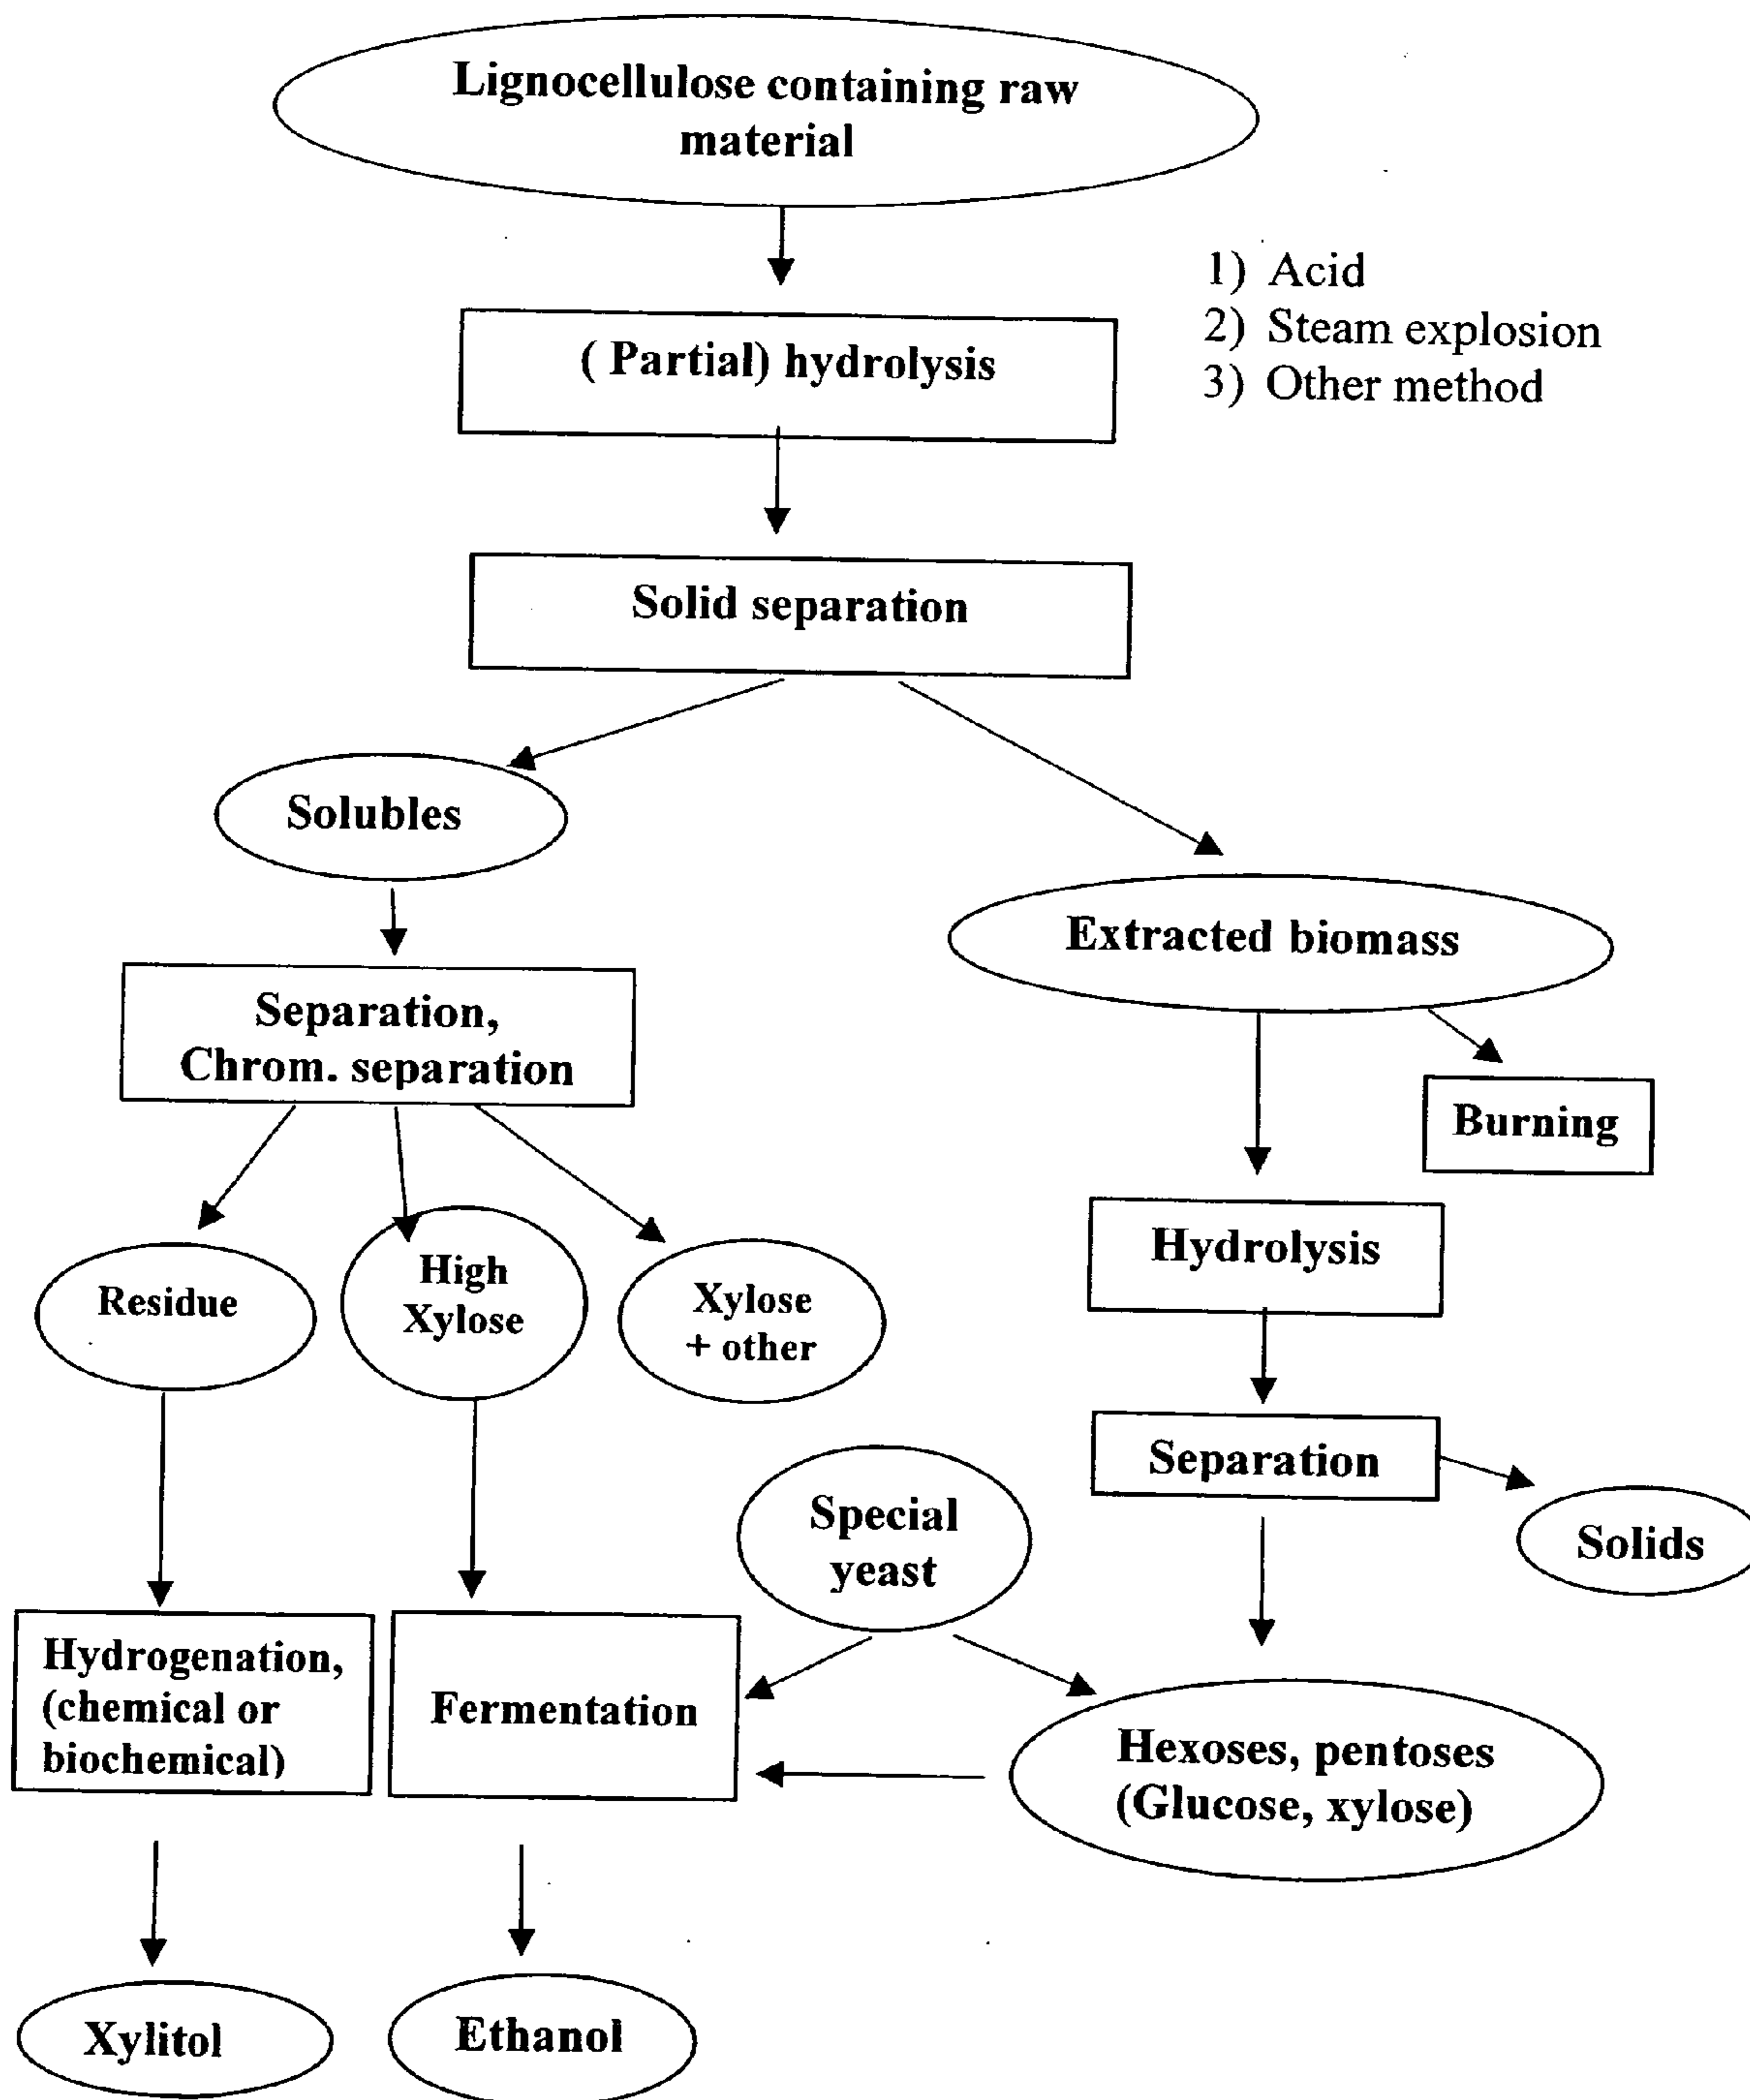 Lignocellulose containing raw
material
1) Acid
2) Steam explosion
3) Other method
( Partial) hydrolysis
Solid separation
Solubles
Extracted biomass
Separation,
Chrom. separation
Burning
Hydrolysis
Residue
High
Xylose
Xylose
+ other
Separation
Special
yeast
Solids
Hydrogenation,
(chemical or
biochemical)
Fermentation
Hexoses, pentoses
(Glucose, xylose)
Xylitol
Ethanol